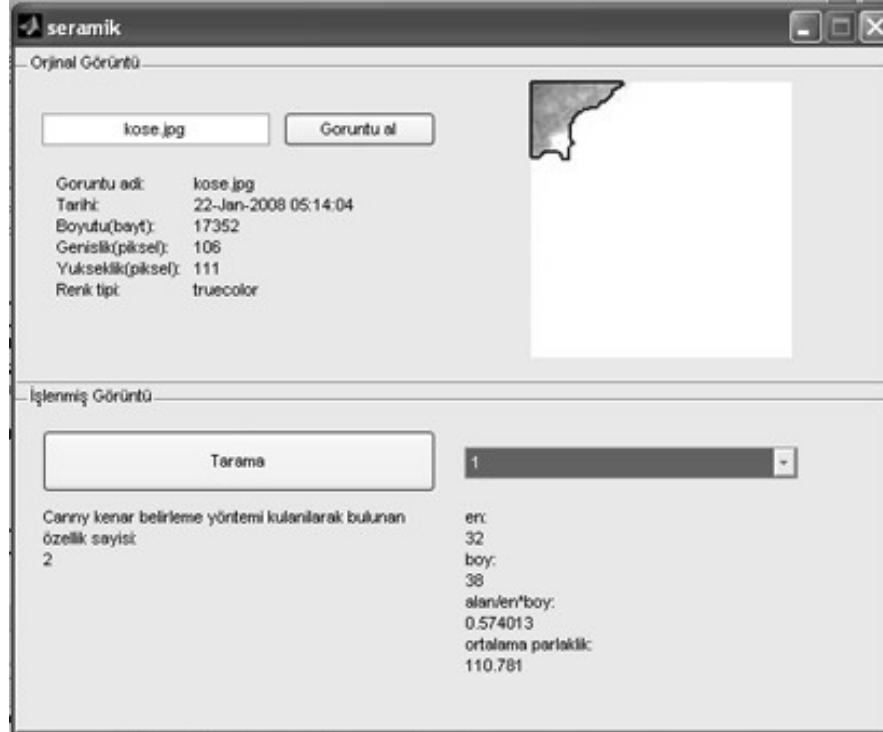 seramik
Orjinal Görüntü
kose.jpg
Goruntu al
Goruntu adi: kose.jpg
Tarihi: 22-Jan-2008 05:14:04
Boyutu(bayt): 17352
Genislik(piksel): 106
Yukseklik(piksel): 111
Renk tipi: truecolor
İşlenmiş Görüntü
Tarama
1
Canny kenar belirleme yöntemi kulanilarak bulunan
özellik sayisi:
2
en:
32
boy:
38
alan/en*boy:
0.574013
ortalama parlaklik:
110.781